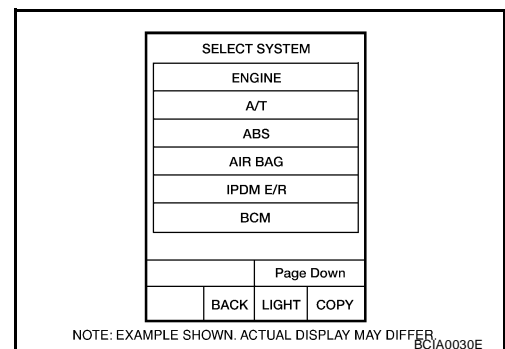 SELECT SYSTEM
ENGINE
A/T
ABS
AIR BAG
IPDM E/R
BCM
Page Down
BACK LIGHT COPY
NOTE: EXAMPLE SHOWN. ACTUAL DISPLAY MAY DIFFER.
BCIA0030E